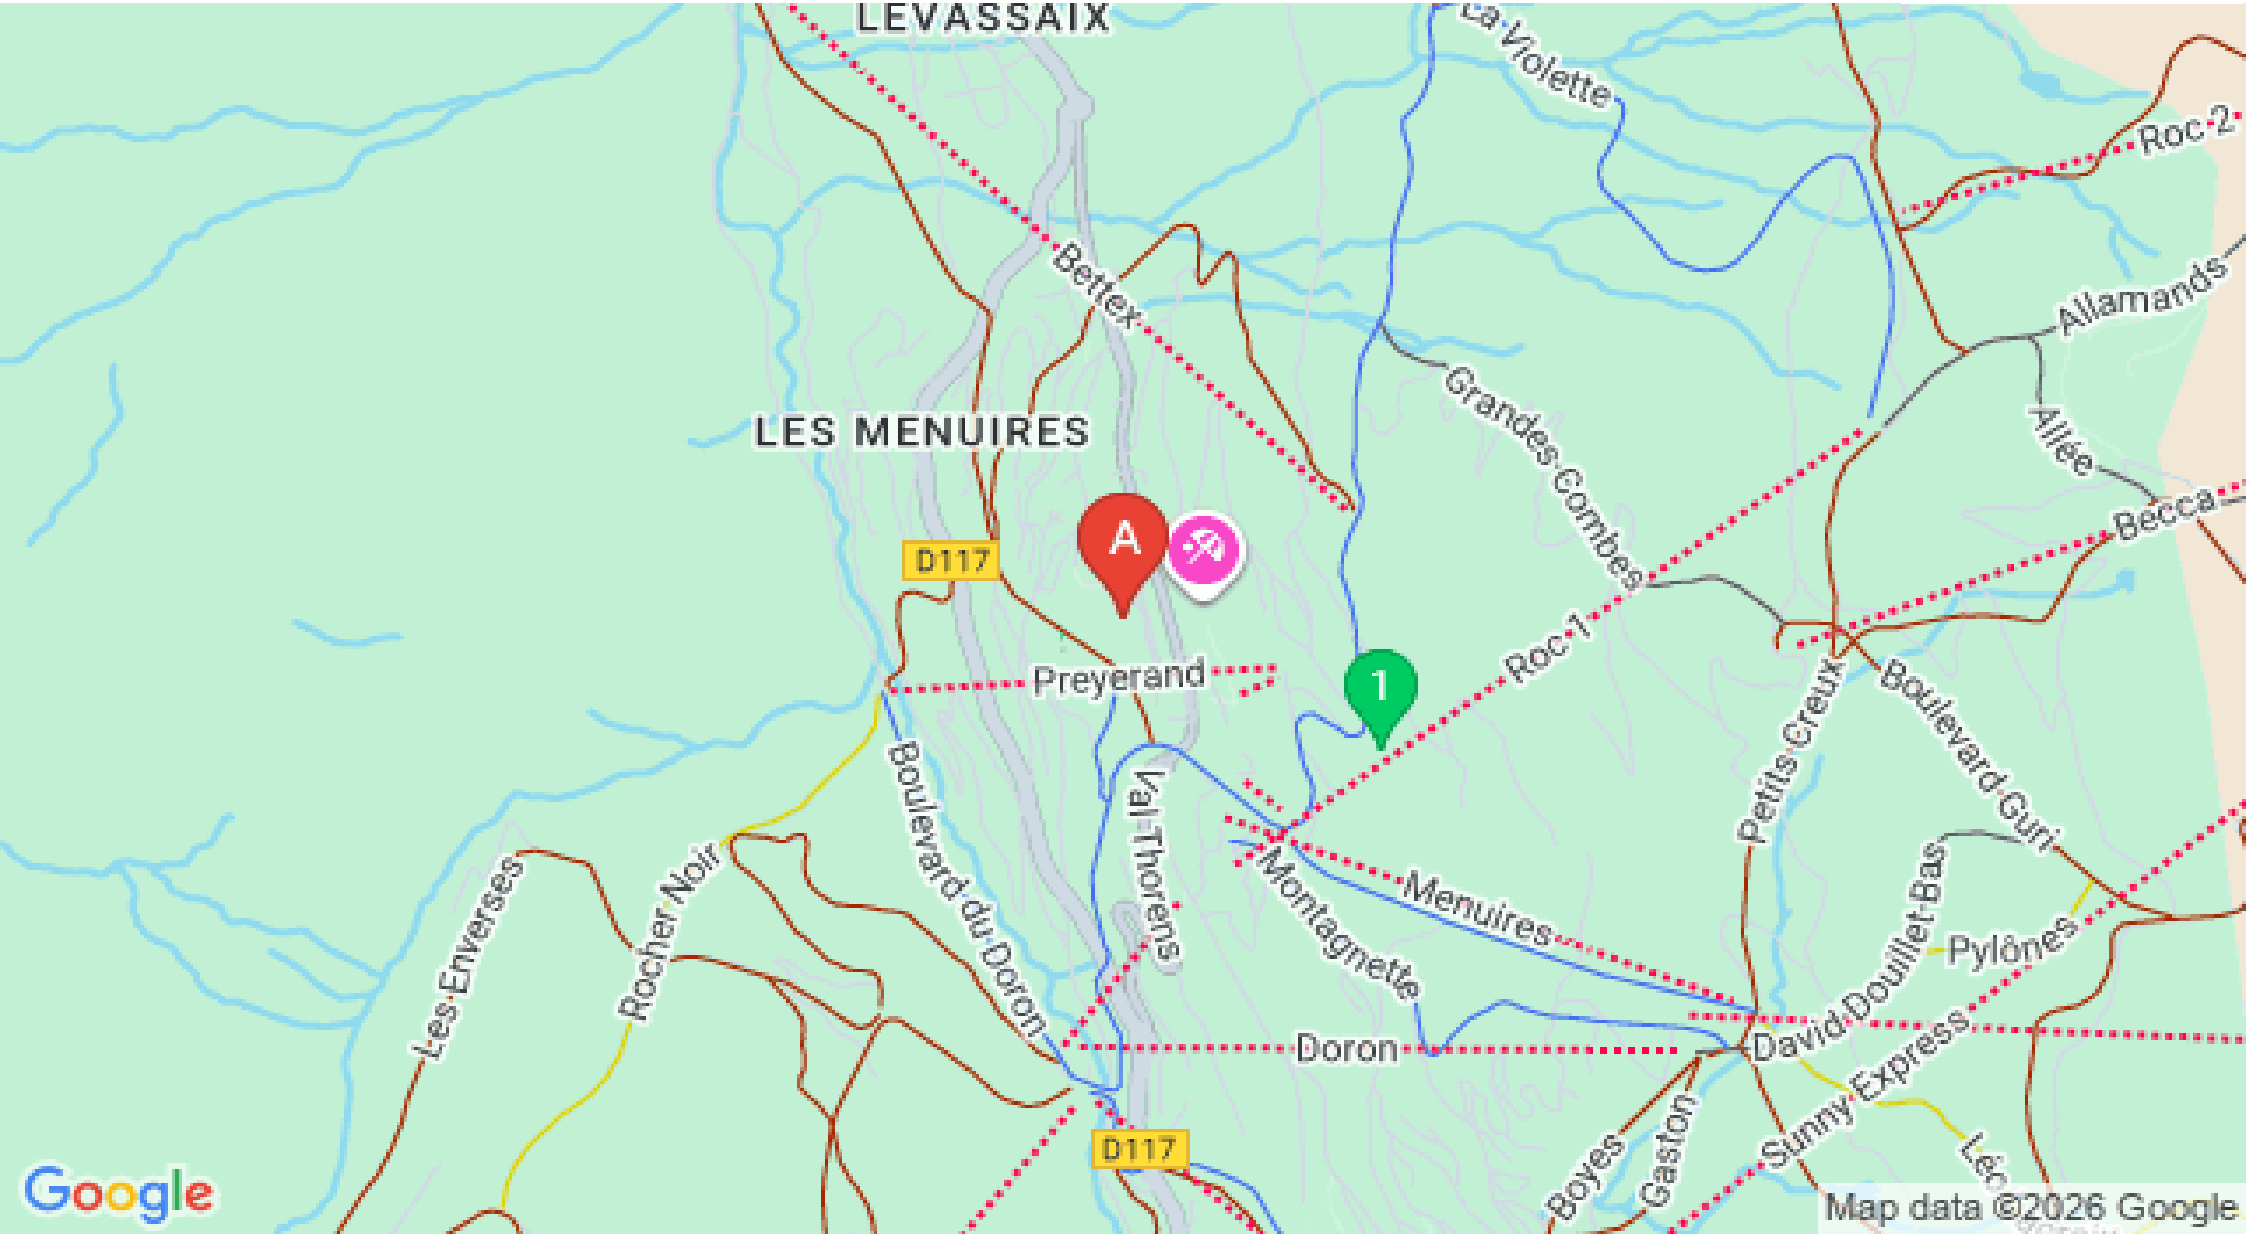 LEVASSAIX
La Violette
Roc 2
Bettex
Allamands
Grandes Combes
Allée
LES MENUIRES
Becca
A
D117
Roc 1
Preyerand
1
Petits Creux
Boulevard Guri
Boulevard du Doron
Val Thorens
Les Enverses
Rocher Noir
Menuires
Montagnette
David Douillet Bas
Pylônes
Doron
Sunny Express
D117
Boyes
Gaston
Léo
Google
Map data ©2026 Google